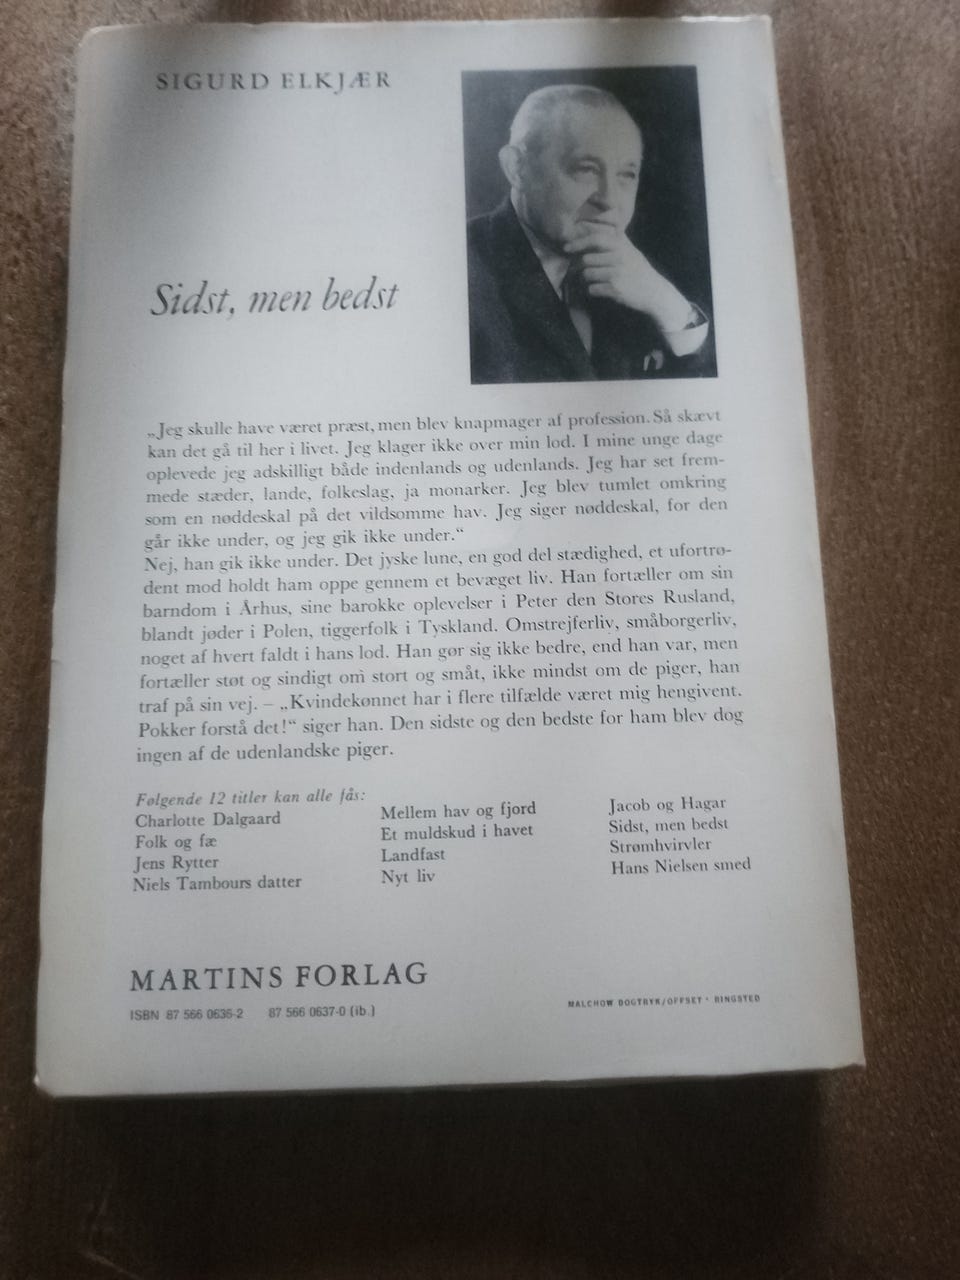 SIGURD ELKJÆR
Sidst, men bedst
„Jeg skulle have været præst, men blev knapmager af profession. Så skævt
kan det gå til her i livet. Jeg klager ikke over min lod. I mine unge dage
oplevede jeg adskilligt både indenlands og udenlands. Jeg har set frem-
mede stæder, lande, folkeslag, ja monarker. Jeg blev tumlet omkring
som en nøddeskal på det vildsomme hav. Jeg siger nøddeskal, for den
går ikke under, og jeg gik ikke under.“
Nej, han gik ikke under. Det jyske lune, en god del stædighed, et ufortrø-
dent mod holdt ham oppe gennem et bevæget liv. Han fortæller om sin
barndom i Århus, sine barokke oplevelser i Peter den Stores Rusland,
blandt jøder i Polen, tiggerfolk i Tyskland. Omstrejferliv, småborgerliv,
noget af hvert faldt i hans lod. Han gør sig ikke bedre, end han var, men
fortæller støt og sindigt om stort og småt, ikke mindst om de piger, han
traf på sin vej. – „Kvindekønnet har i flere tilfælde været mig hengivent.
Pokker forstå det!“ siger han. Den sidste og den bedste for ham blev dog
ingen af de udenlandske piger.
Følgende 12 titler kan alle fås:
Charlotte Dalgaard
Folk og fæ
Jens Rytter
Niels Tambours datter
Mellem hav og fjord
Et muldskud i havet
Landfast
Nyt liv
Jacob og Hagar
Sidst, men bedst
Strømhvirvler
Hans Nielsen smed
MARTINS FORLAG
ISBN 87 566 0636-2 87 566 0637-0 (ib.)
MALCHOW BOGTRYK/OFFSET · RINGSTED